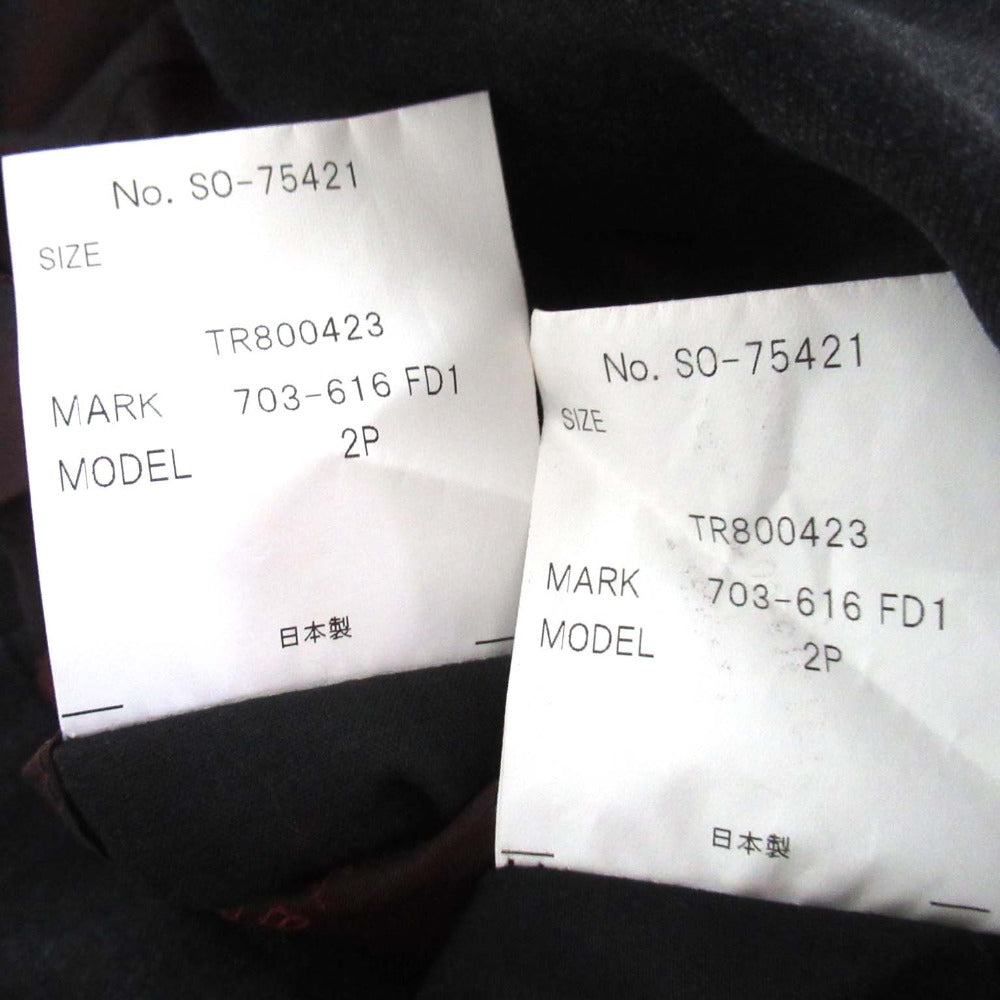 No. SO-75421
SIZE
TR800423
MARK 703-616 FD1
MODEL 2P
日本製
No. SO-75421
SIZE
TR800423
MARK 703-616 FD1
MODEL 2P
日本製